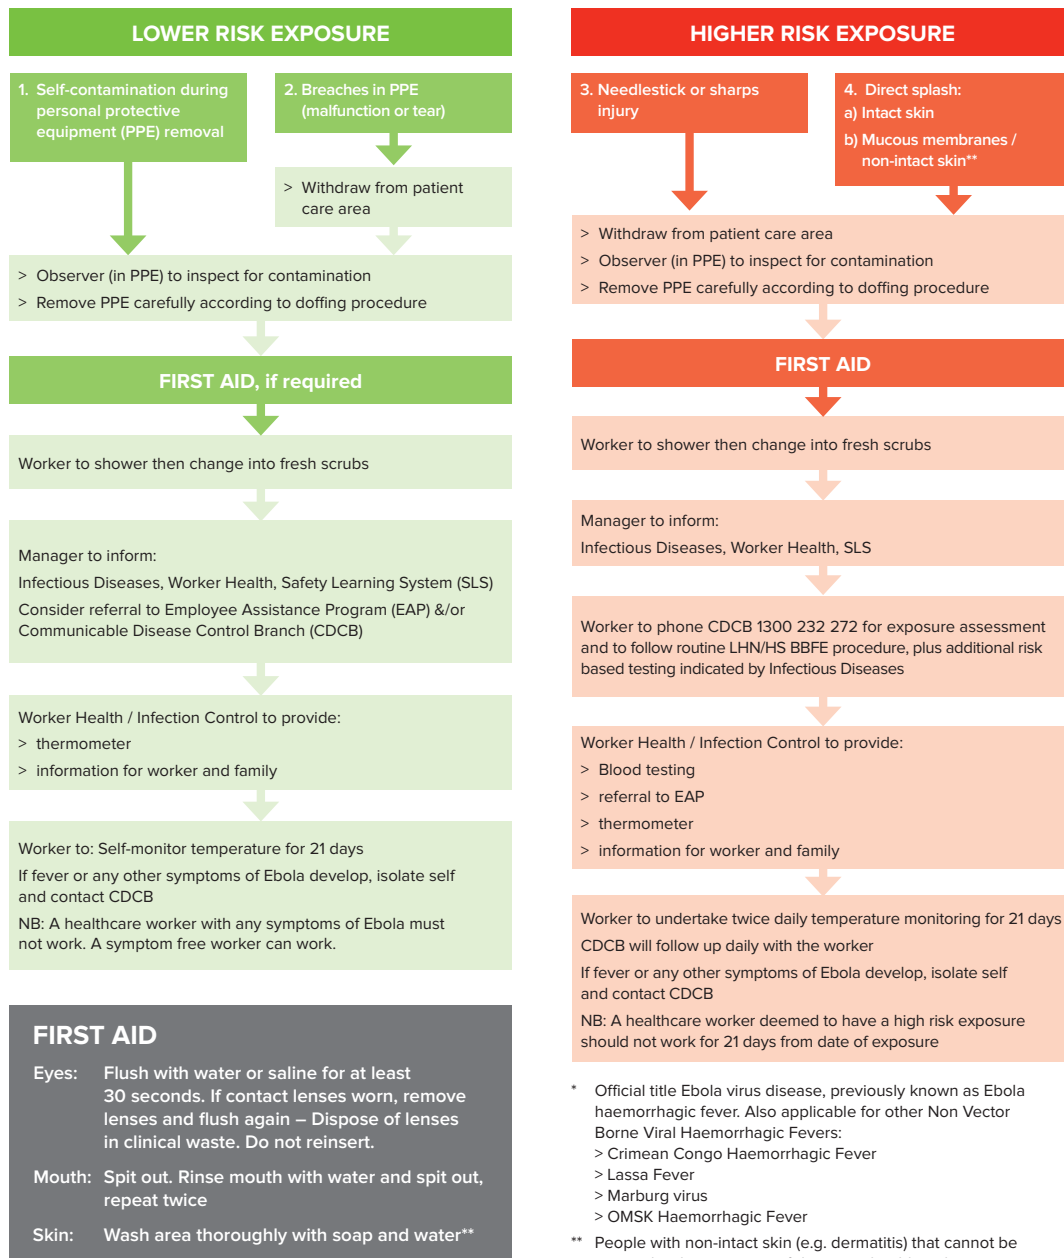 LOWER RISK EXPOSURE
1. Self-contamination during
personal protective
equipment (PPE) removal
2. Breaches in PPE
(malfunction or tear)
> Withdraw from patient
care area
> Observer (in PPE) to inspect for contamination
> Remove PPE carefully according to doffing procedure
FIRST AID, if required
Worker to shower then change into fresh scrubs
Manager to inform:
Infectious Diseases, Worker Health, Safety Learning System (SLS)
Consider referral to Employee Assistance Program (EAP) &/or
Communicable Disease Control Branch (CDCB)
Worker Health / Infection Control to provide:
> thermometer
> information for worker and family
Worker to: Self-monitor temperature for 21 days
If fever or any other symptoms of Ebola develop, isolate self
and contact CDCB
NB: A healthcare worker with any symptoms of Ebola must
not work. A symptom free worker can work.
FIRST AID
Eyes: Flush with water or saline for at least
30 seconds. If contact lenses worn, remove
lenses and flush again – Dispose of lenses
in clinical waste. Do not reinsert.
Mouth: Spit out. Rinse mouth with water and spit out,
repeat twice
Skin: Wash area thoroughly with soap and water**
HIGHER RISK EXPOSURE
3. Needlestick or sharps
injury
4. Direct splash:
a) Intact skin
b) Mucous membranes /
non-intact skin**
> Withdraw from patient care area
> Observer (in PPE) to inspect for contamination
> Remove PPE carefully according to doffing procedure
FIRST AID
Worker to shower then change into fresh scrubs
Manager to inform:
Infectious Diseases, Worker Health, SLS
Worker to phone CDCB 1300 232 272 for exposure assessment
and to follow routine LHN/HS BBFE procedure, plus additional risk
based testing indicated by Infectious Diseases
Worker Health / Infection Control to provide:
> Blood testing
> referral to EAP
> thermometer
> information for worker and family
Worker to undertake twice daily temperature monitoring for 21 days
CDCB will follow up daily with the worker
If fever or any other symptoms of Ebola develop, isolate self
and contact CDCB
NB: A healthcare worker deemed to have a high risk exposure
should not work for 21 days from date of exposure
* Official title Ebola virus disease, previously known as Ebola
haemorrhagic fever. Also applicable for other Non Vector
Borne Viral Haemorrhagic Fevers:
> Crimean Congo Haemorrhagic Fever
> Lassa Fever
> Marburg virus
> OMSK Haemorrhagic Fever
** People with non-intact skin (e.g. dermatitis) that cannot be